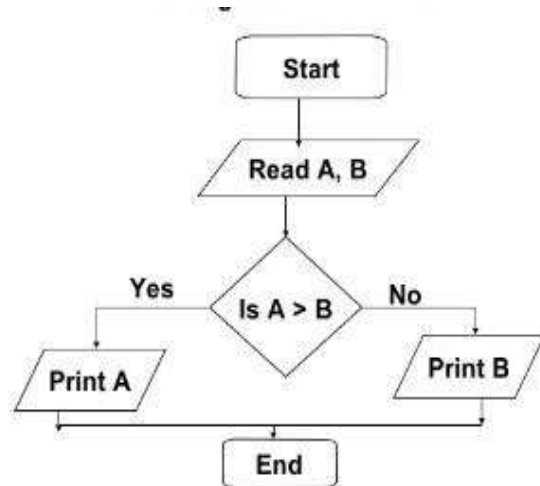 Start
Read A, B
Is A > B
Yes
No
Print A
Print B
End